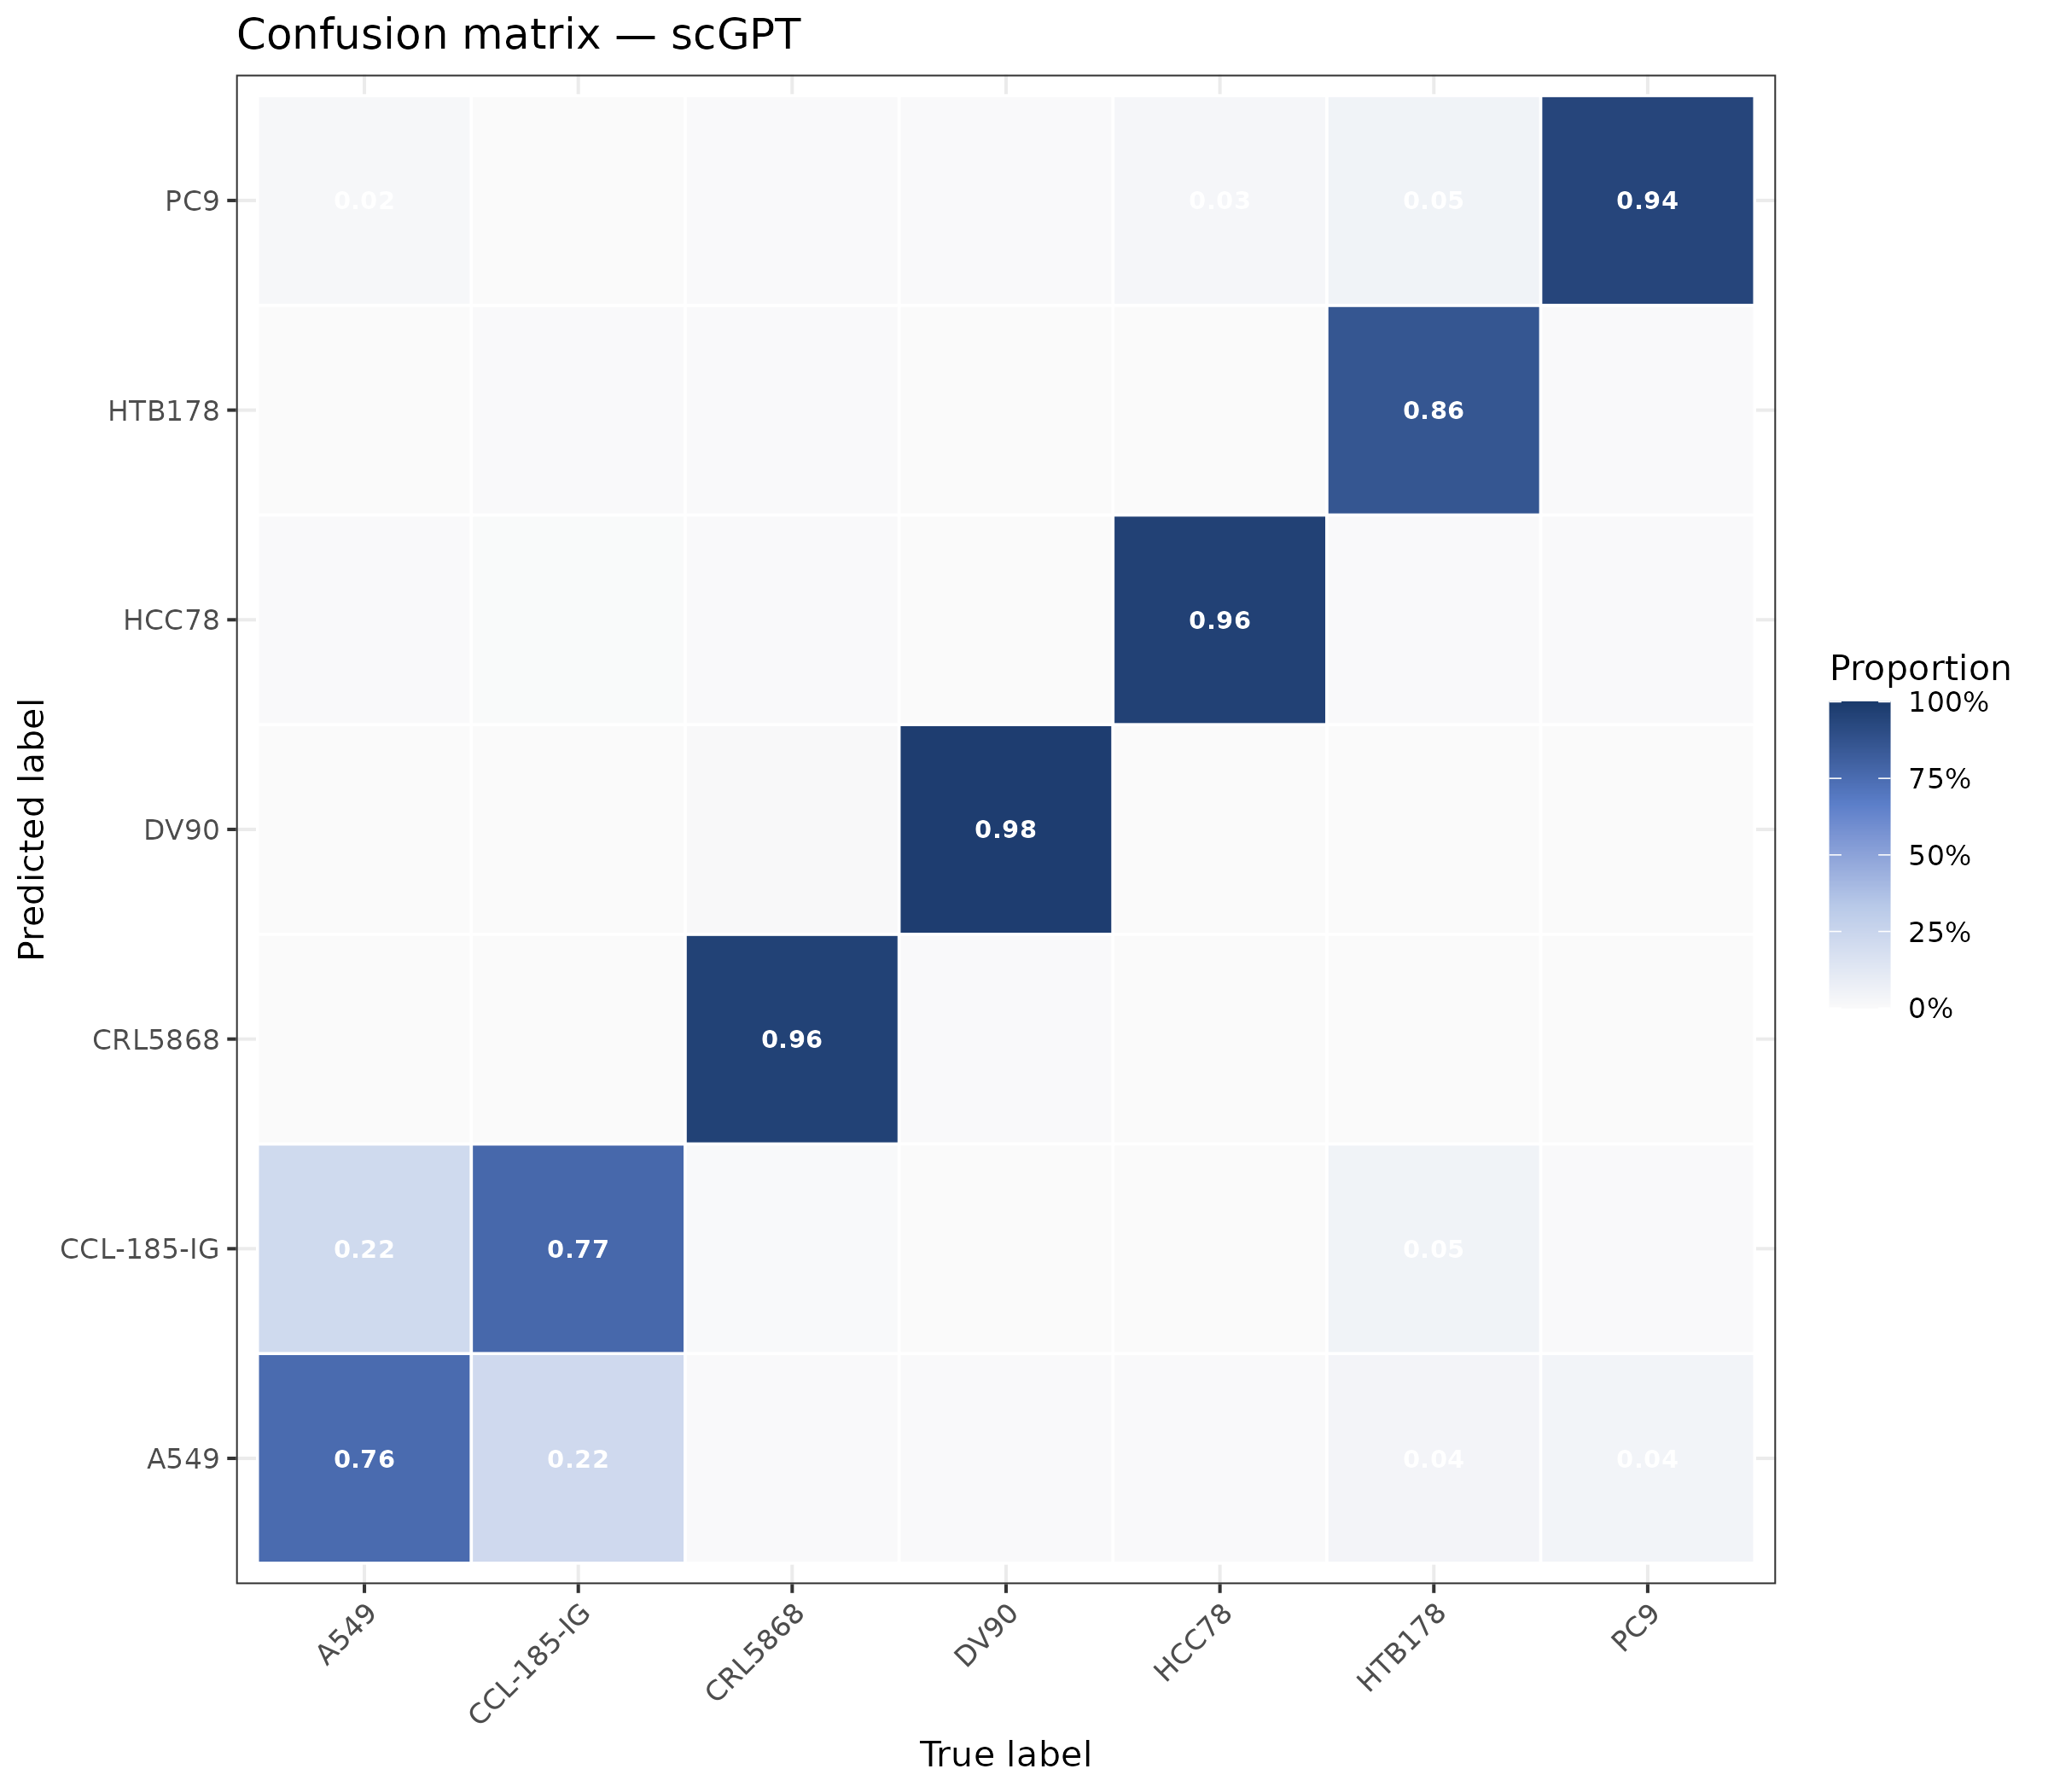 Confusion matrix — scGPT
PC9
0.02
0.03
0.05
0.94
HTB178
0.86
HCC78
0.96
DV90
0.98
CRL5868
0.96
CCL-185-IG
0.22
0.77
0.05
A549
0.76
0.22
0.04
0.04
A549
CCL-185-IG
CRL5868
DV90
HCC78
HTB178
PC9
True label
Predicted label
Proportion
100%
75%
50%
25%
0%